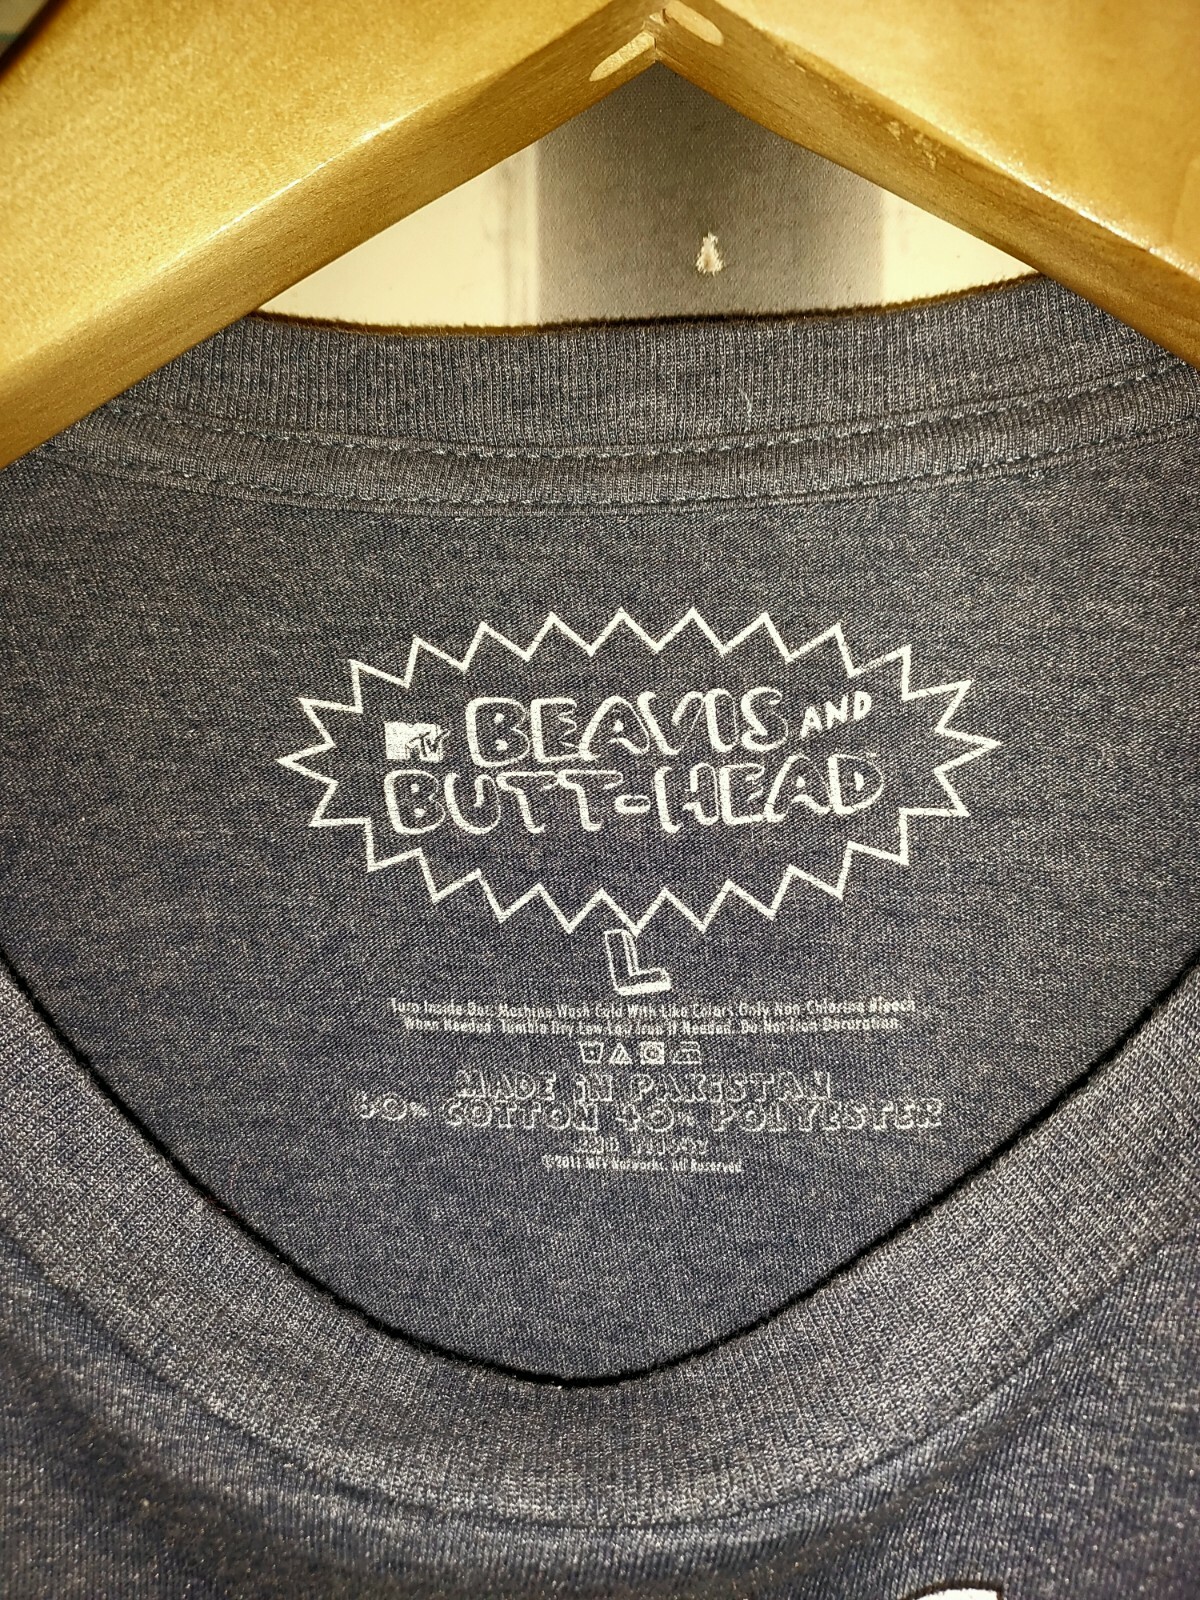 MTV BEAVIS AND
BUTT-HEAD
L
Turn Inside Out. Machine Wash Cold With Like Colors. Only Non-Chlorine Bleach
When Needed. Tumble Dry Low. Low Iron If Needed. Do Not Iron Decoration.
MADE IN PAKISTAN
60% COTTON 40% POLYESTER
©2011 MTV Networks. All Reserved.